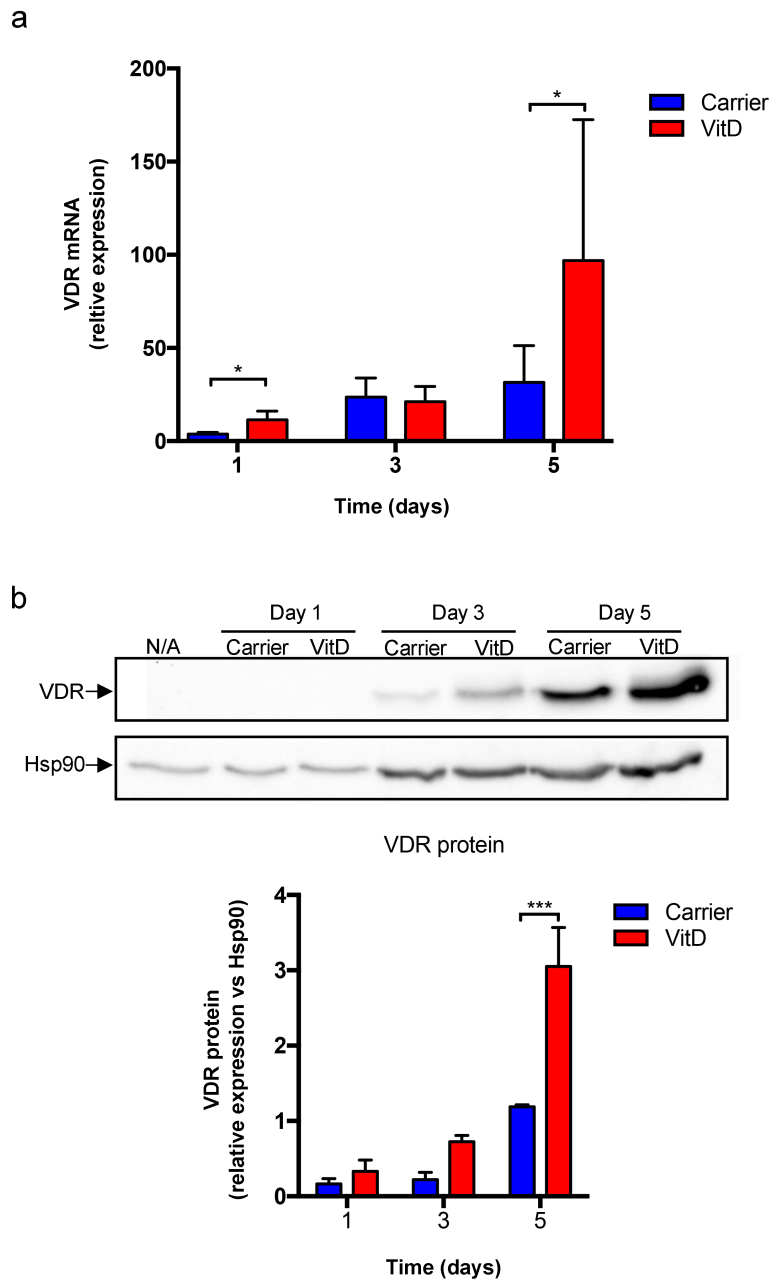 a
200
150
100
50
0
VDR mRNA
(reltive expression)
*
*
Carrier
VitD
1 3 5
Time (days)
b
Day 1 Day 3 Day 5
N/A Carrier VitD Carrier VitD Carrier VitD
VDR
Hsp90
VDR protein
4
3
2
1
0
VDR protein
(relative expression vs Hsp90)
***
Carrier
VitD
1 3 5
Time (days)